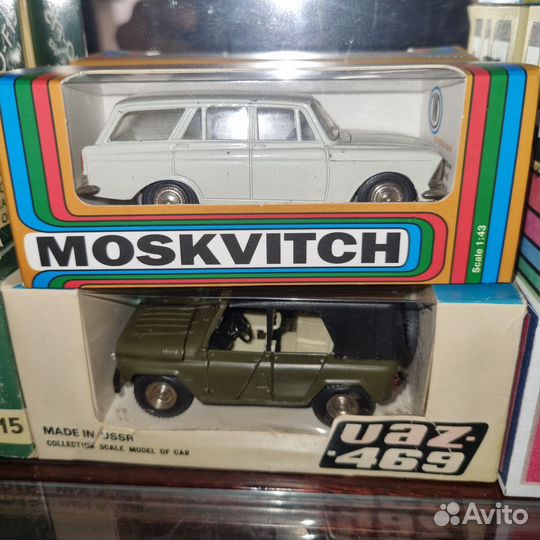 MOSKVITCH
Scale 1:43
MADE IN USSR
COLLECTION SCALE MODEL OF CAR
uaz-
469
15
Avito